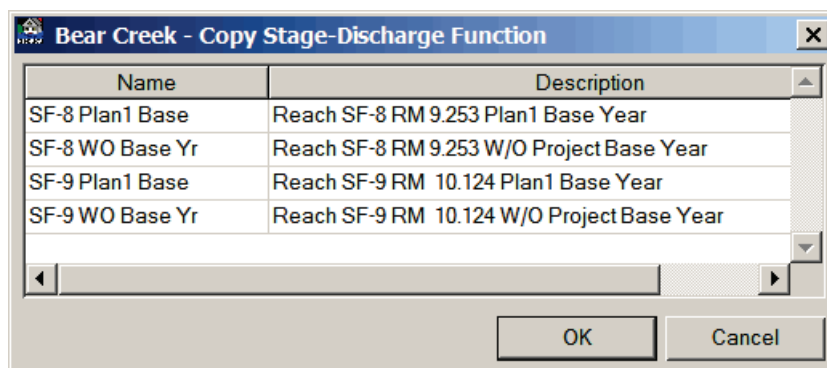 Bear Creek - Copy Stage-Discharge Function
Name Description
SF-8 Plan1 Base Reach SF-8 RM 9.253 Plan1 Base Year
SF-8 WO Base Yr Reach SF-8 RM 9.253 W/O Project Base Year
SF-9 Plan1 Base Reach SF-9 RM 10.124 Plan1 Base Year
SF-9 WO Base Yr Reach SF-9 RM 10.124 W/O Project Base Year
OK Cancel